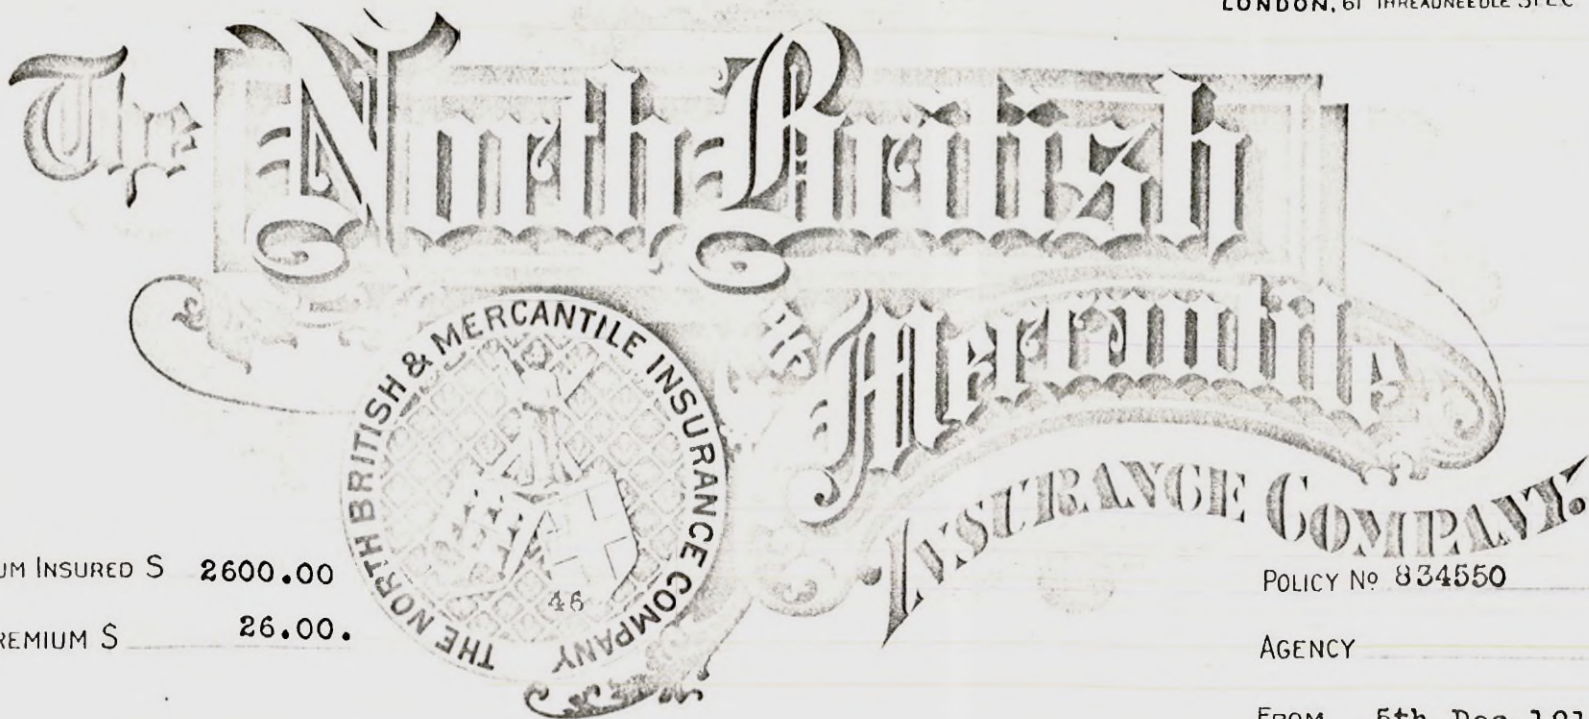 LONDON, 61 THREADNEEDLE ST E.C
The North British
& Mercantile
INSURANCE COMPANY.
THE NORTH BRITISH & MERCANTILE INSURANCE COMPANY
46
UM INSURED $ 2600.00
REMIUM $ 26.00.
POLICY Nº 834550
AGENCY
FROM 5th Dec 191